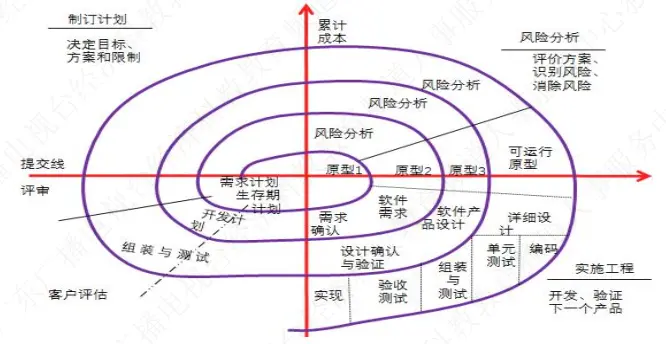 制订计划
决定目标、
方案和限制
累计
成本
风险分析
评价方案、
识别风险、
消除风险
风险分析
风险分析
风险分析
提交线
评审
原型1
原型2
原型3
可运行
原型
需求计划
生存期
计划
开发计
划
组装与测试
客户评估
需求
确认
软件
需求
软件产
品设计
详细设
计
设计确认
与验证
实现
验收
测试
组装
与
测试
单元
测试
编码
实施工程
开发、验证
下一个产品